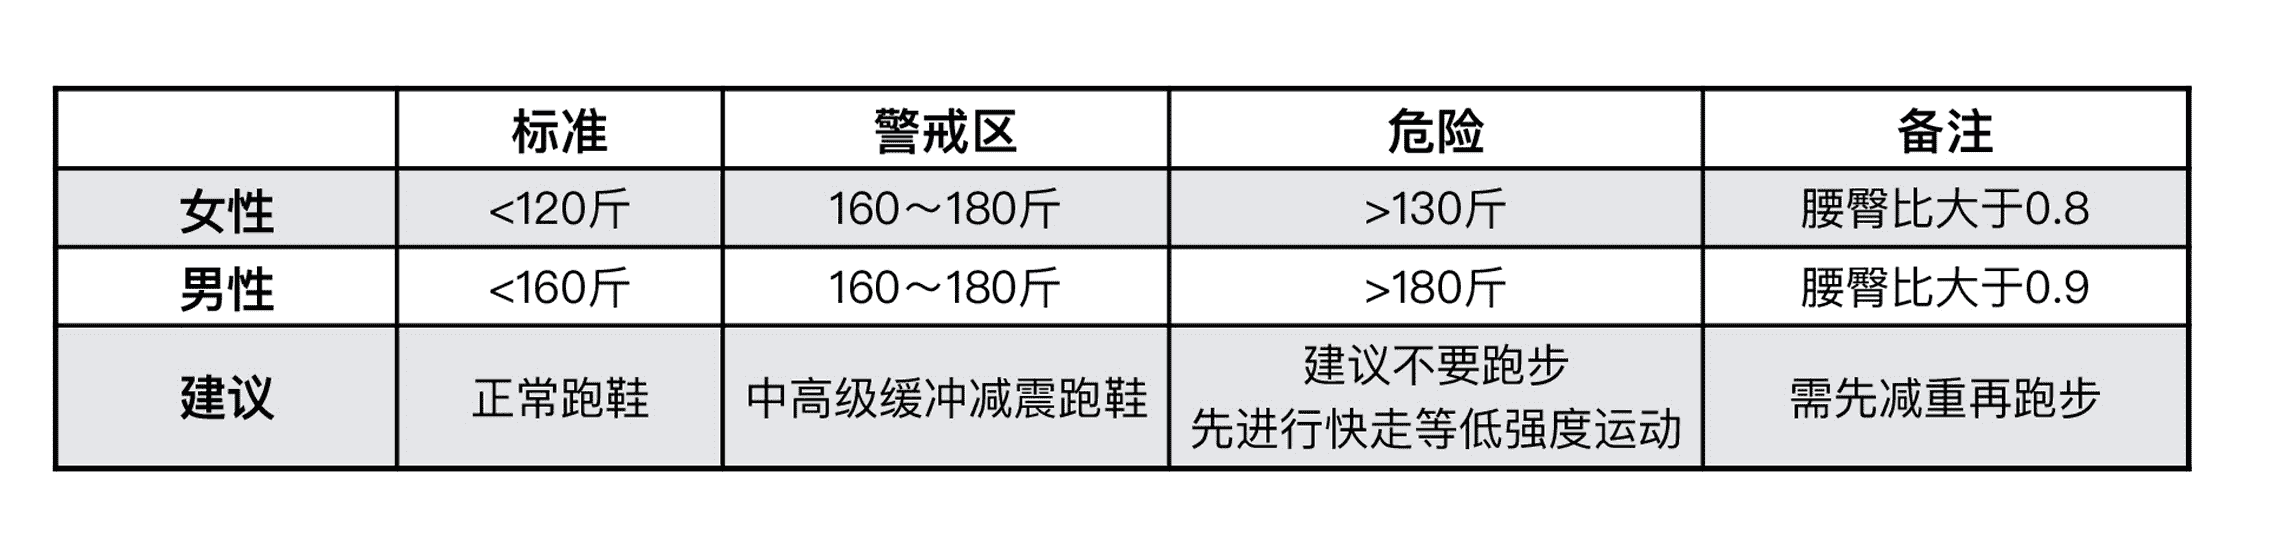 标准 警戒区 危险 备注
女性 <120斤 160～180斤 >130斤 腰臀比大于0.8
男性 <160斤 160～180斤 >180斤 腰臀比大于0.9
建议 正常跑鞋 中高级缓冲减震跑鞋 建议不要跑步 需先减重再跑步
先进行快走等低强度运动